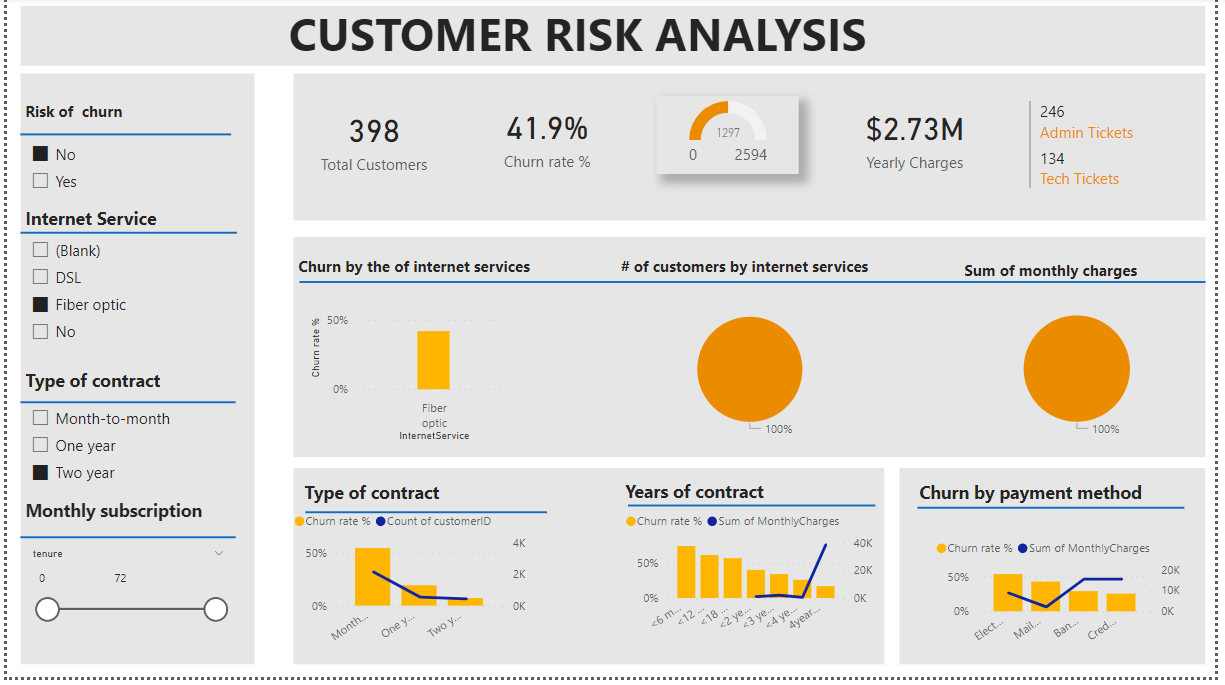 CUSTOMER RISK ANALYSIS
Risk of churn
No
Yes
Internet Service
(Blank)
DSL
Fiber optic
No
Type of contract
Month-to-month
One year
Two year
Monthly subscription
tenure
0 72
398
Total Customers
41.9%
Churn rate %
1297
0 2594
$2.73M
Yearly Charges
246
Admin Tickets
134
Tech Tickets
Churn by the of internet services
50%
0%
Churn rate %
Fiber
optic
InternetService
# of customers by internet services
100%
Sum of monthly charges
100%
Type of contract
Churn rate % Count of customerID
50%
0%
4K
2K
0K
Month...
One y...
Two y...
Years of contract
Churn rate % Sum of MonthlyCharges
50%
0%
40K
20K
0K
<6 m...
<12 ...
<18 ...
<2 ye...
<3 ye...
<4 ye...
4year...
Churn by payment method
Churn rate % Sum of MonthlyCharges
50%
0%
20K
10K
0K
Elect...
Mail...
Ban...
Cred...